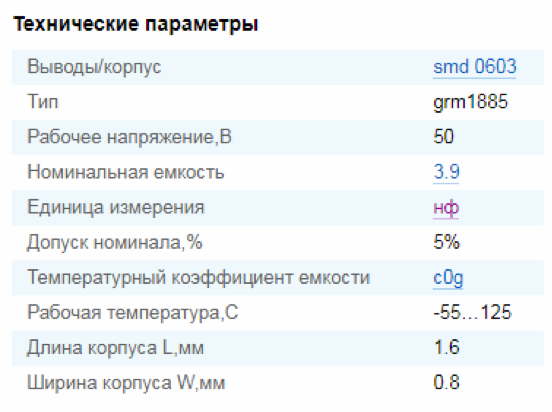 Технические параметры
Выводы/корпус smd 0603
Тип grm1885
Рабочее напряжение,В 50
Номинальная емкость 3.9
Единица измерения нф
Допуск номинала,% 5%
Температурный коэффициент емкости c0g
Рабочая температура,С -55…125
Длина корпуса L,мм 1.6
Ширина корпуса W,мм 0.8